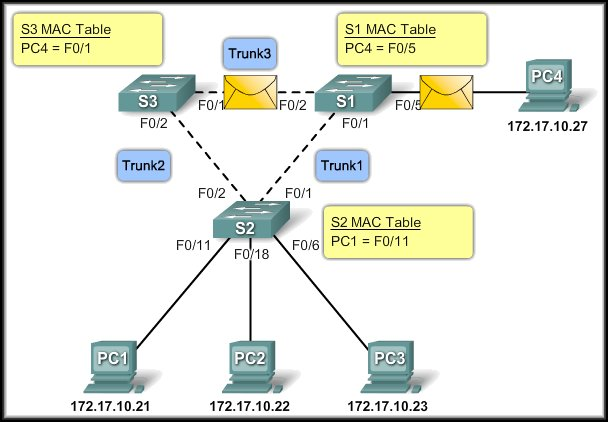 S3 MAC Table
PC4 = F0/1
Trunk3
S1 MAC Table
PC4 = F0/5
S3
F0/1
F0/2
S1
F0/5
PC4
172.17.10.27
F0/2
F0/1
Trunk2
Trunk1
F0/2
F0/1
S2
S2 MAC Table
PC1 = F0/11
F0/11
F0/18
F0/6
PC1
PC2
PC3
172.17.10.21
172.17.10.22
172.17.10.23